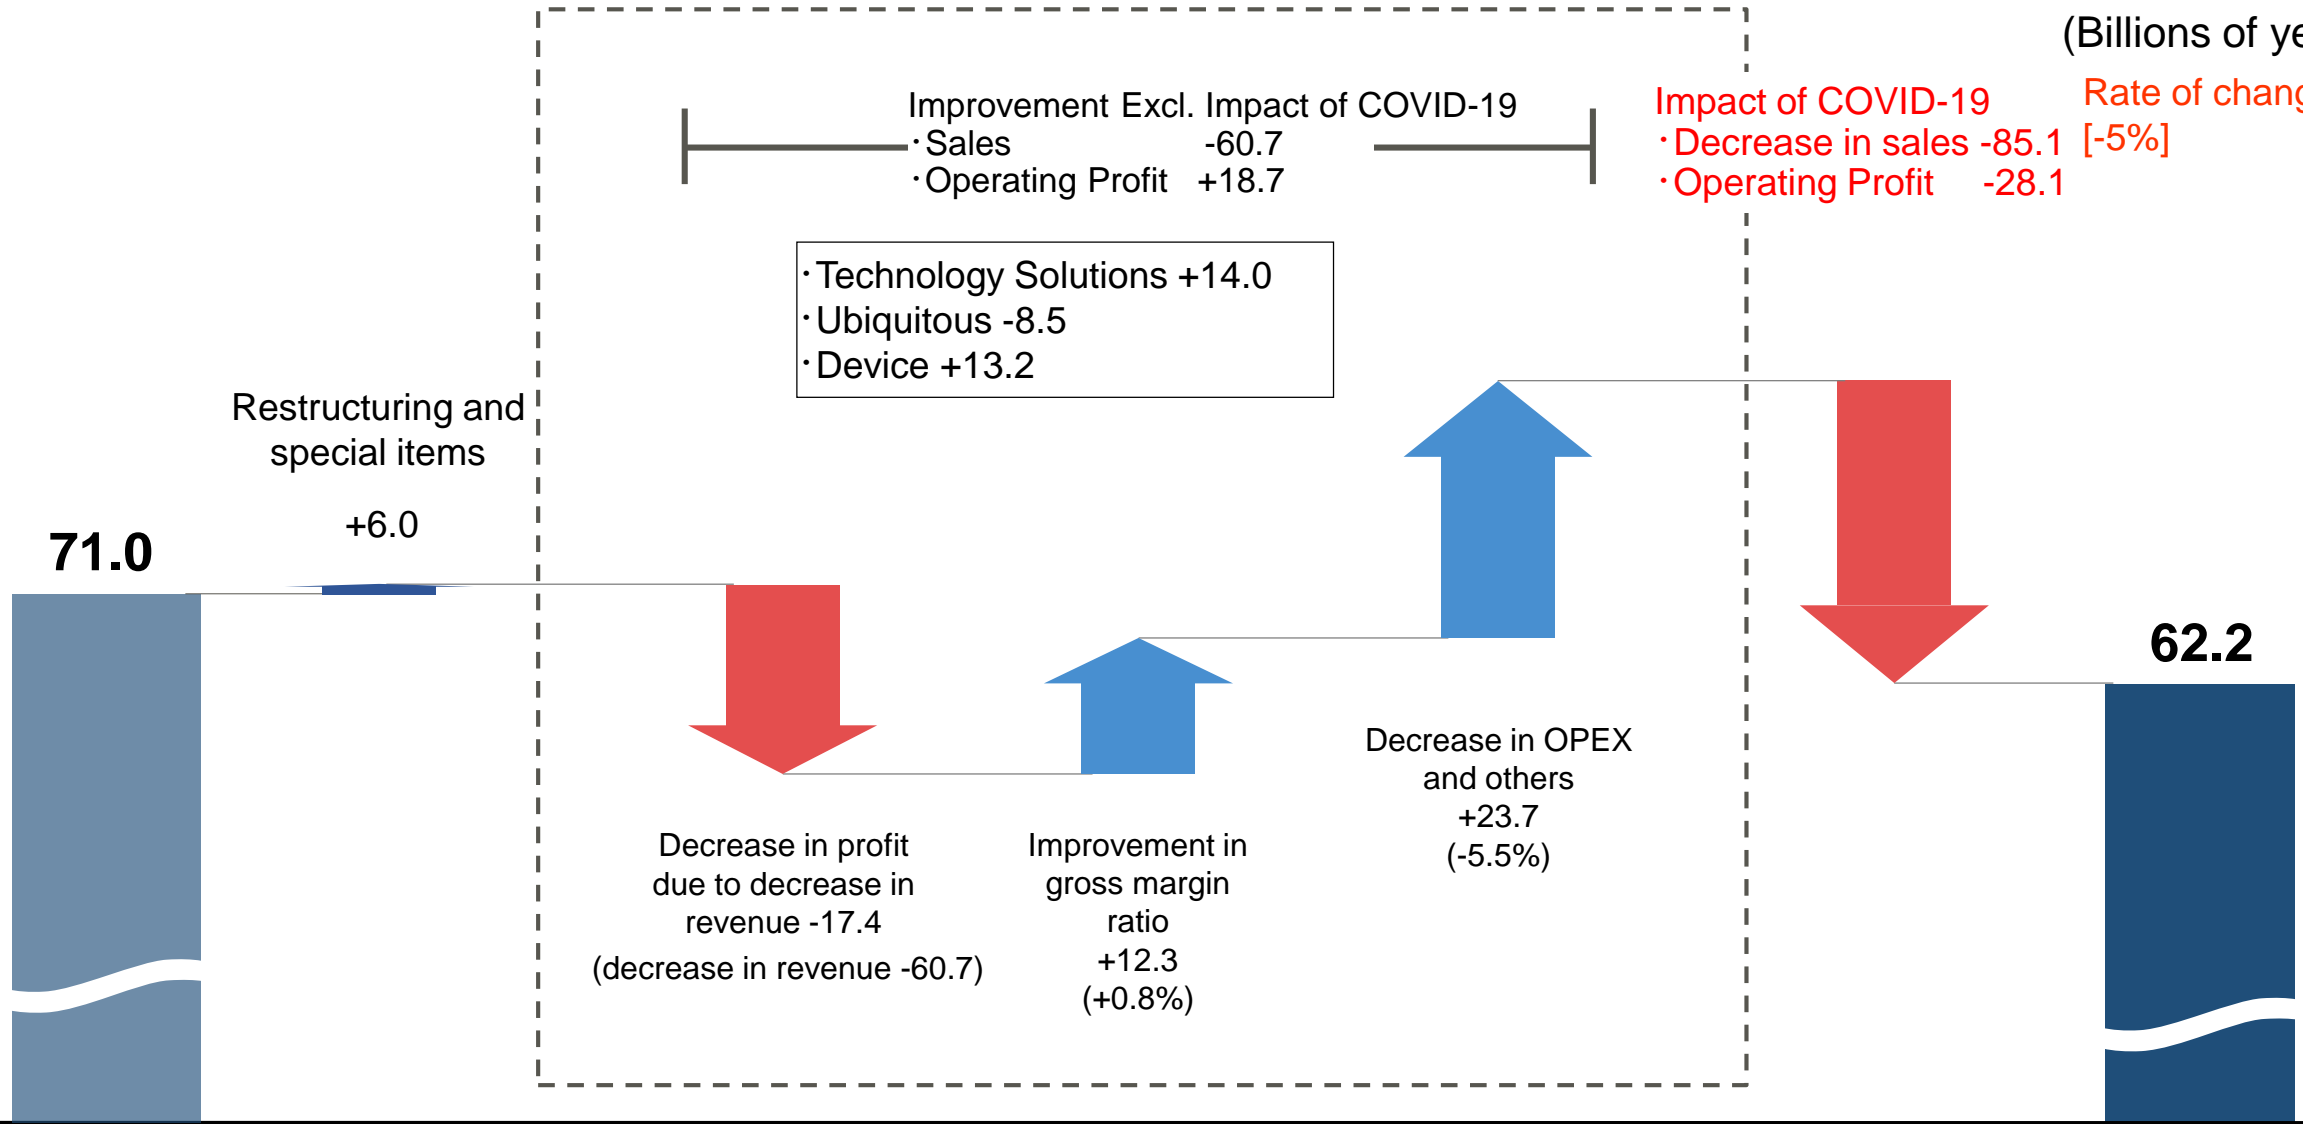 (Billions of ye
Improvement Excl. Impact of COVID-19
・Sales -60.7
・Operating Profit +18.7
Impact of COVID-19
・Decrease in sales -85.1
・Operating Profit -28.1
Rate of chang
[-5%]
・Technology Solutions +14.0
・Ubiquitous -8.5
・Device +13.2
Restructuring and
special items
+6.0
71.0
62.2
Decrease in profit
due to decrease in
revenue -17.4
(decrease in revenue -60.7)
Improvement in
gross margin
ratio
+12.3
(+0.8%)
Decrease in OPEX
and others
+23.7
(-5.5%)